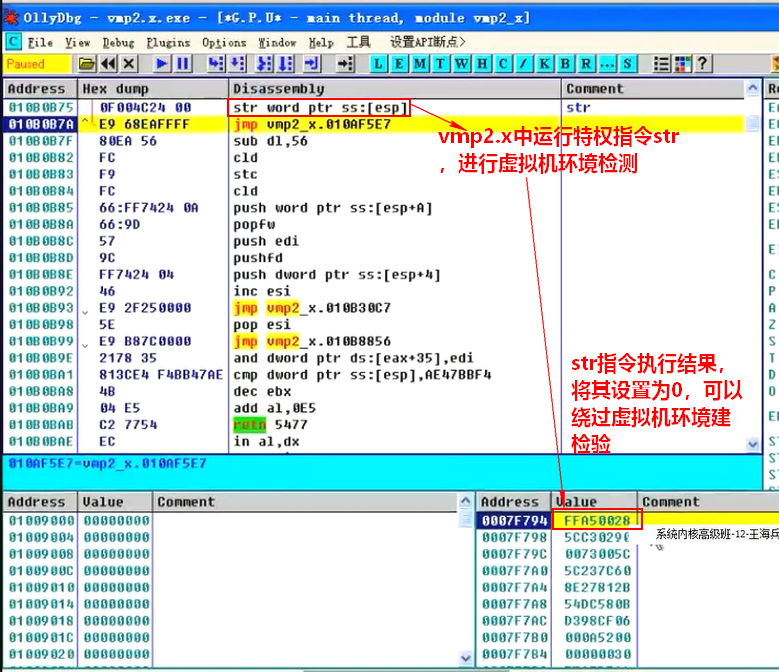 OllyDbg - vmp2.x.exe - [*G.P.U* - main thread, module vmp2_x]
C File View Debug Plugins Options Window Help 工具 设置API断点>
Paused L E M T W H C / K B R ... S ?
Address Hex dump Disassembly Comment
010B0B75 0F004C24 00 str word ptr ss:[esp] str
010B0B7A ^ E9 68EAFFFF jmp vmp2_x.010AF5E7
010B0B7F 80EA 56 sub dl,56
010B0B82 FC cld
010B0B83 F9 stc
010B0B84 FC cld
010B0B85 66:FF7424 0A push word ptr ss:[esp+A]
010B0B8A 66:9D popfw
010B0B8C 57 push edi
010B0B8D 9C pushfd
010B0B8E FF7424 04 push dword ptr ss:[esp+4]
010B0B92 46 inc esi
010B0B93 E9 2F250000 jmp vmp2_x.010B30C7
010B0B98 5E pop esi
010B0B99 E9 B87C0000 jmp vmp2_x.010B8856
010B0B9E 2178 35 and dword ptr ds:[eax+35],edi
010B0BA1 813CE4 F4BB47AE cmp dword ptr ss:[esp],AE47BBF4
010B0BA8 4B dec ebx
010B0BA9 04 E5 add al,0E5
010B0BAB C2 7754 retn 5477
010B0BAE EC in al,dx
vmp2.x中运行特权指令str
，进行虚拟机环境检测
str指令执行结果，
将其设置为0，可以
绕过虚拟机环境建
检验
010AF5E7=vmp2_x.010AF5E7
Address Value Comment
01009000 00000000
01009004 00000000
01009008 00000000
0100900C 00000000
01009010 00000000
01009014 00000000
01009018 00000000
0100901C 00000000
01009020 00000000
Address Value Comment
0007F794 FFA50028
0007F798 5CC30290
0007F79C 0073005C
0007F7A0 5C237C60
0007F7A4 8E27812B
0007F7A8 54DC580B
0007F7AC D398CF06
0007F7B0 000A5200
0007F7B4 00000030
系统内核高级班-12-王海兵